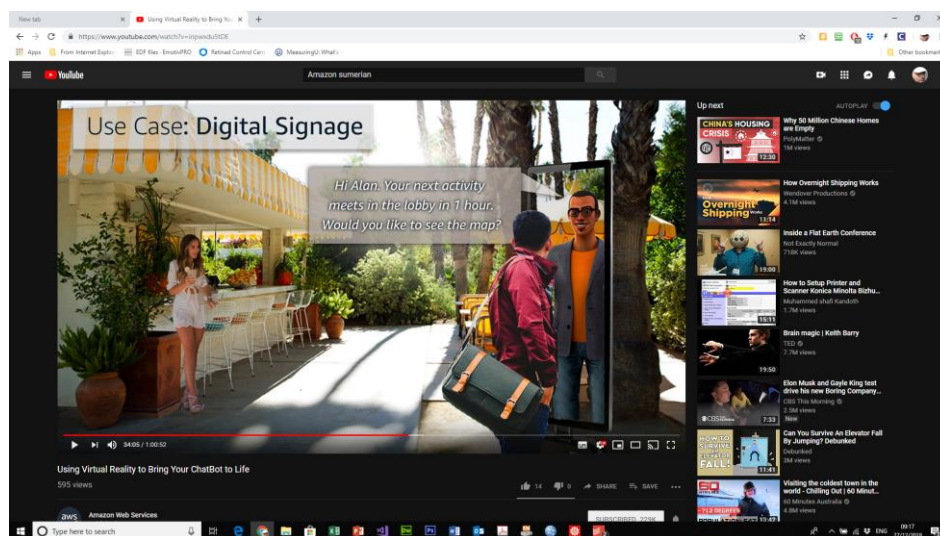 New tab
Using Virtual Reality to Bring You
https://www.youtube.com/watch?v=
Apps
From Internet Explor
EDF files - EmotivPRO
Retinad Control Cen
MeasuringU: What's
Other bookmark
YouTube
Amazon sumerian
Use Case: Digital Signage
Hi Alan. Your next activity
meets in the lobby in 1 hour.
Would you like to see the map?
34:05 / 1:00:52
Using Virtual Reality to Bring Your ChatBot to Life
595 views
14
0
SHARE
SAVE
aws
Amazon Web Services
SUBSCRIBED 229K
Up next
AUTOPLAY
CHINA'S HOUSING
CRISIS
12:30
Why 50 Million Chinese Homes
are Empty
PolyMatter
1M views
Overnight
Shipping
11:14
How Overnight Shipping Works
Wendover Productions
4.1M views
19:00
Inside a Flat Earth Conference
Not Exactly Normal
718K views
15:11
How to Setup Printer and
Scanner Konica Minolta Bizhu...
Muhammed shafi Kandoth
1.7M views
19:50
Brain magic | Keith Barry
TED
7.7M views
CBS
7:33
Elon Musk and Gayle King test
drive his new Boring Company...
CBS This Morning
2.5M views
New
HOW TO
SURVIVE
FALL!
11:41
Can You Survive An Elevator Fall
By Jumping? Debunked
Debunked
3M views
-71.2 DEGREES
13:47
Visiting the coldest town in the
world - Chilling Out | 60 Minut...
60 Minutes Australia
4.8M views
Type here to search
ENG
09:17